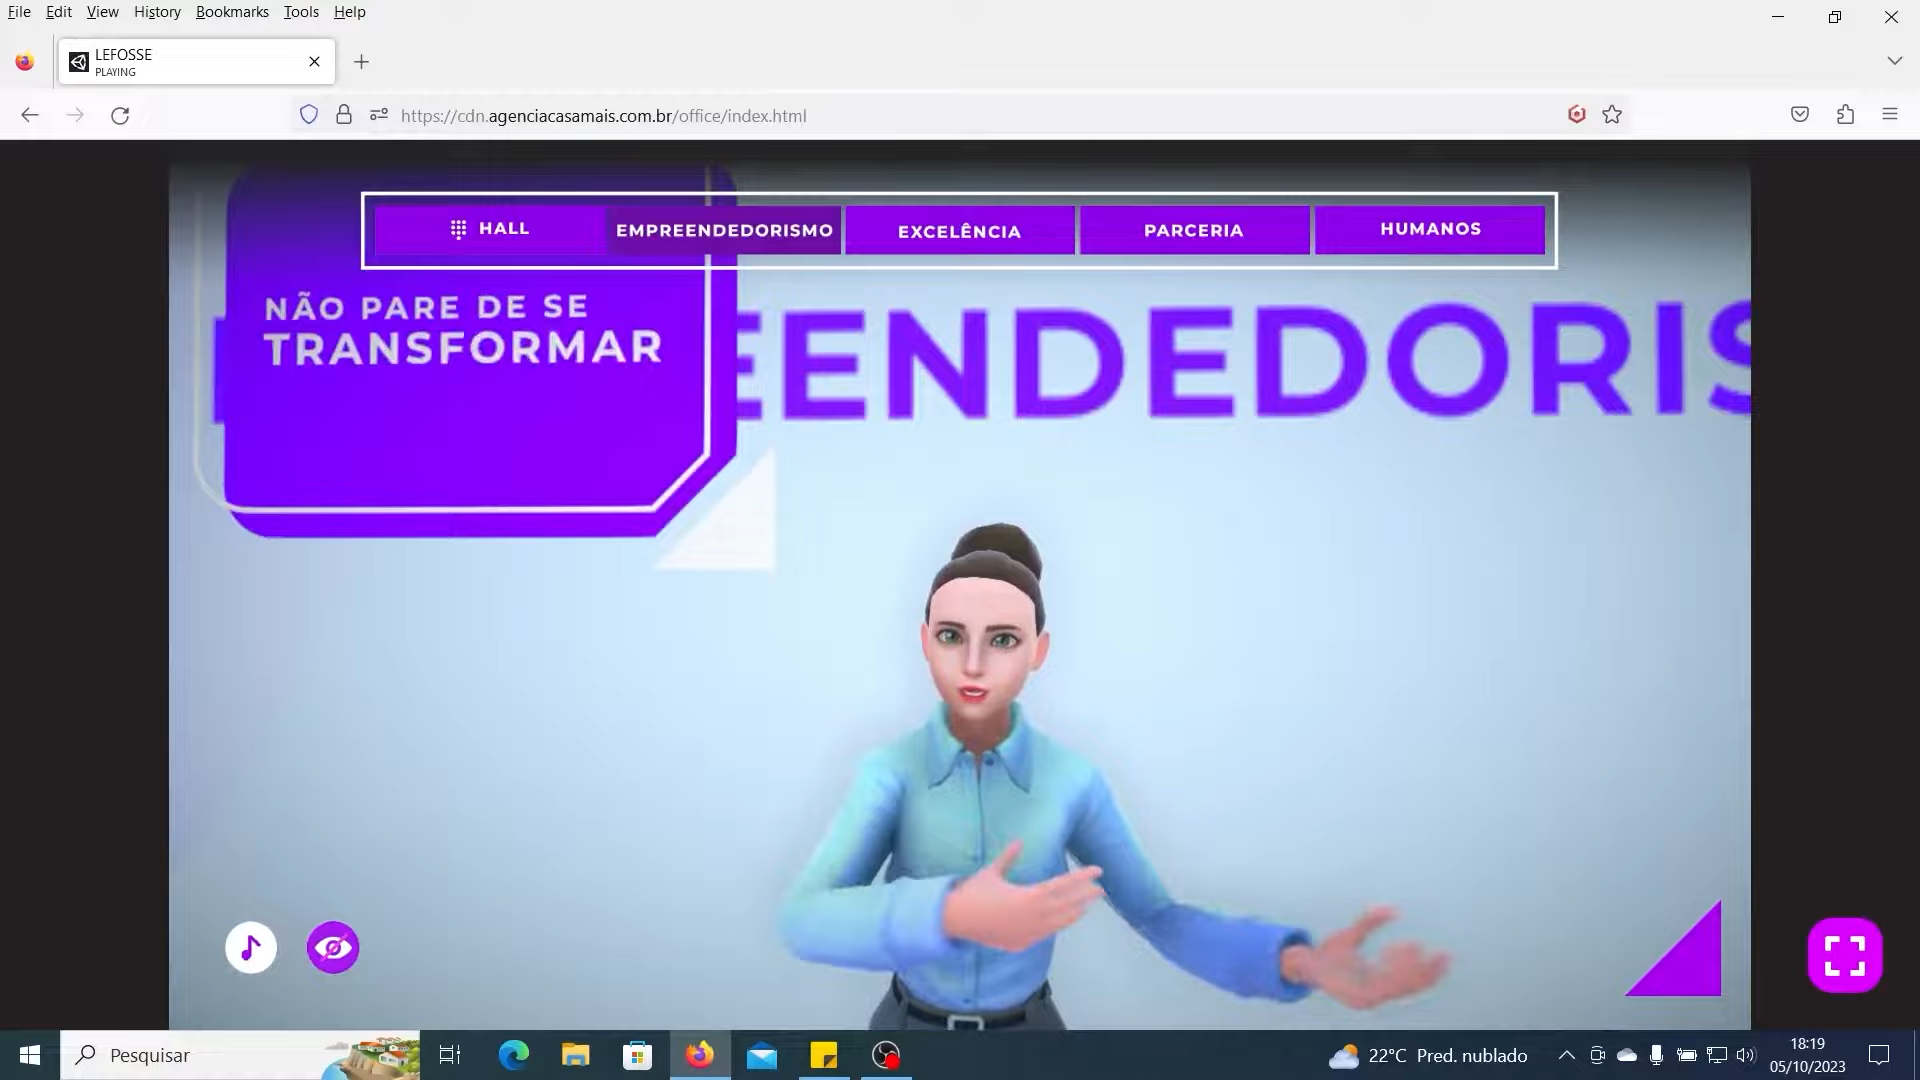 File Edit View History Bookmarks Tools Help
LEFOSSE
PLAYING
https://cdn.agenciacasamais.com.br/office/index.html
HALL
EMPREENDEDORISMO
EXCELÊNCIA
PARCERIA
HUMANOS
NÃO PARE DE SE
TRANSFORMAR
EENDEDORIS
Pesquisar
22°C Pred. nublado
18:19
05/10/2023